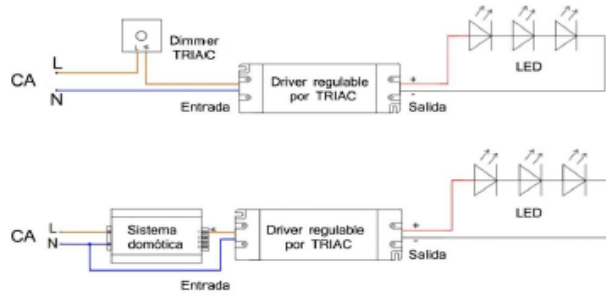 Dimmer
TRIAC
L
CA
L
N
Entrada
Driver regulable
por TRIAC
+
-
Salida
LED
CA
L
N
Sistema
domótica
Entrada
Driver regulable
por TRIAC
+
-
Salida
LED